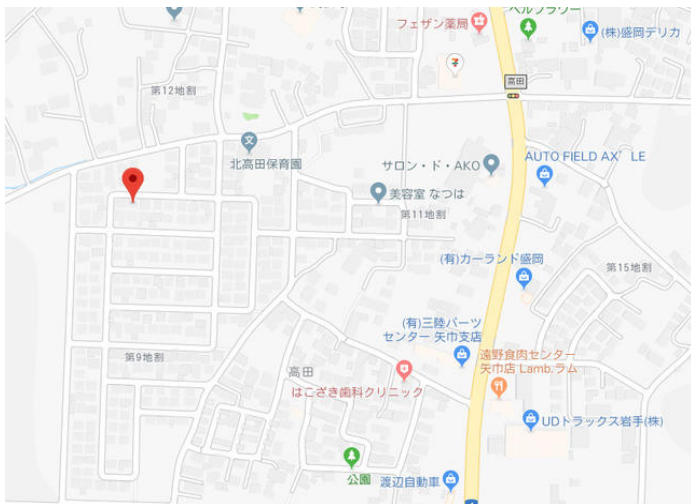 ベルフラワー
フェザン薬局
(株)盛岡デリカ
高田
第12地割
北高田保育園
サロン・ド・AKO
AUTO FIELD AX´LE
美容室 なつは
第11地割
(有)カーランド盛岡
第15地割
(有)三陸パーツ
センター 矢巾支店
遠野食肉センター
矢巾店 Lamb.ラム
第9地割
高田
はこざき歯科クリニック
UDトラックス岩手(株)
公園
渡辺自動車